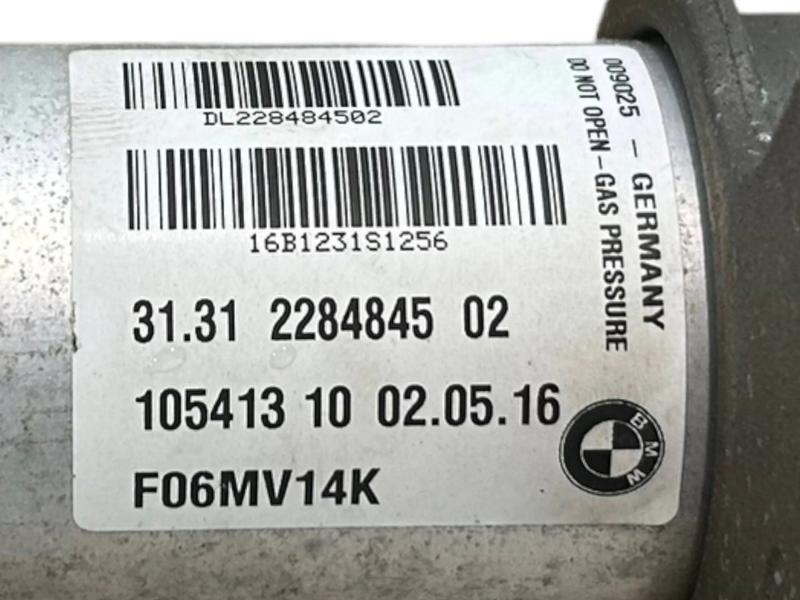 DL228484502
16B1231S1256
31.31 2284845 02
105413 10 02.05.16
F06MV14K
009025 - GERMANY
DO NOT OPEN - GAS PRESSURE
BMW